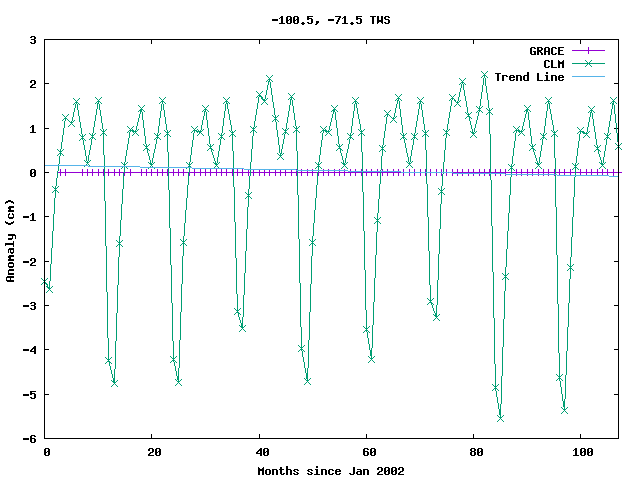 -100.5, -71.5 TWS
GRACE
CLM
Trend Line
3
2
1
0
-1
-2
-3
-4
-5
-6
Anomaly (cm)
0 20 40 60 80 100
Months since Jan 2002